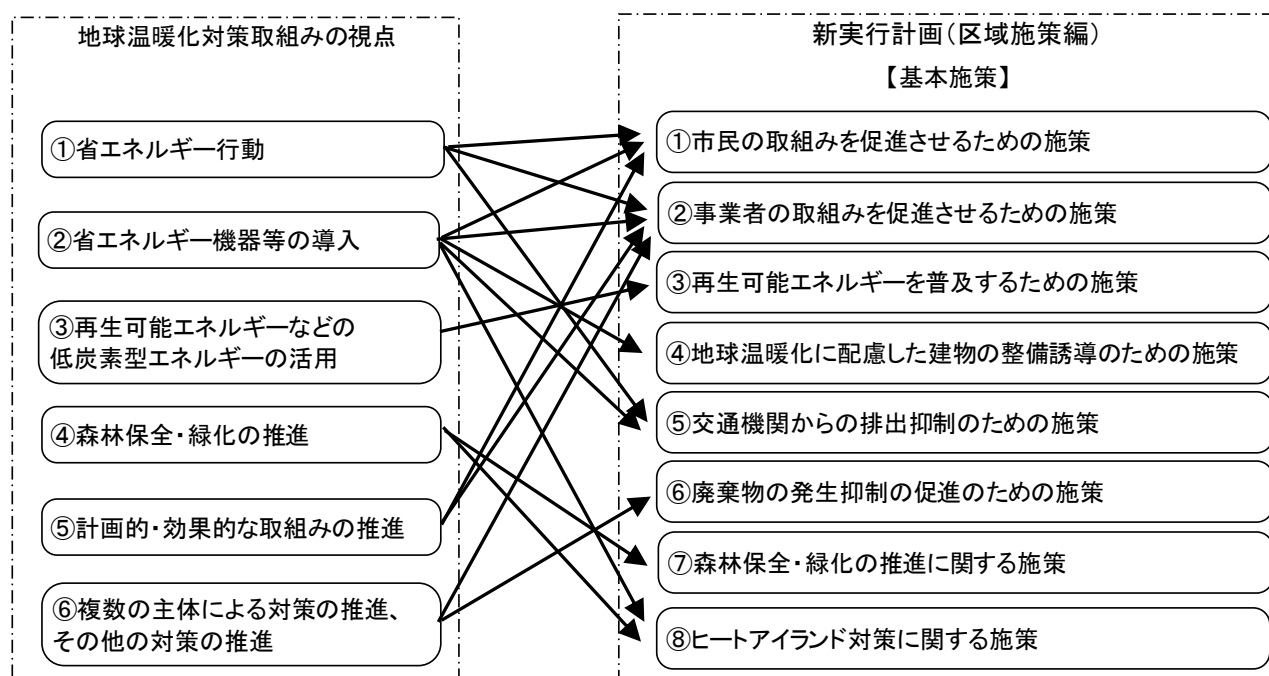 地球温暖化対策取組みの視点
①省エネルギー行動
②省エネルギー機器等の導入
③再生可能エネルギーなどの
低炭素型エネルギーの活用
④森林保全・緑化の推進
⑤計画的・効果的な取組みの推進
⑥複数の主体による対策の推進、
その他の対策の推進
新実行計画(区域施策編)
【基本施策】
①市民の取組みを促進させるための施策
②事業者の取組みを促進させるための施策
③再生可能エネルギーを普及するための施策
④地球温暖化に配慮した建物の整備誘導のための施策
⑤交通機関からの排出抑制のための施策
⑥廃棄物の発生抑制の促進のための施策
⑦森林保全・緑化の推進に関する施策
⑧ヒートアイランド対策に関する施策